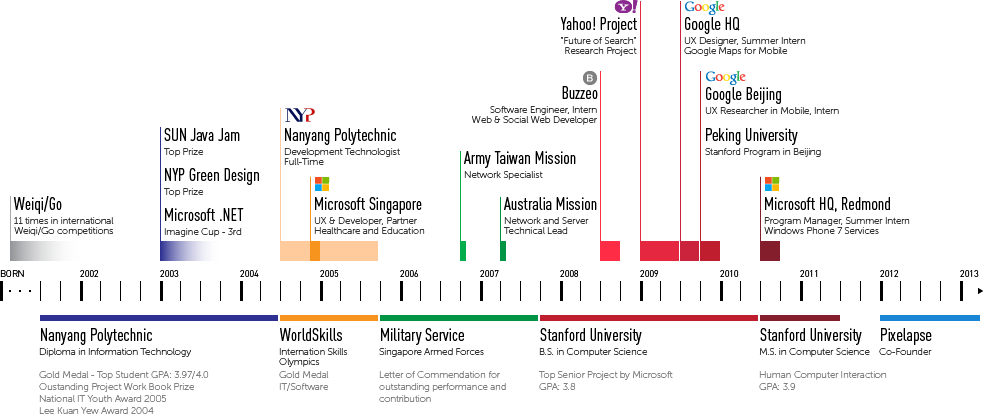 Y!
Yahoo! Project
"Future of Search"
Research Project
Google
Google HQ
UX Designer, Summer Intern
Google Maps for Mobile
B
Buzzeo
Software Engineer, Intern
Web & Social Web Developer
Google
Google Beijing
UX Researcher in Mobile, Intern
Peking University
Stanford Program in Beijing
SUN Java Jam
Top Prize
NYP Green Design
Top Prize
Microsoft .NET
Imagine Cup - 3rd
NYP
Nanyang Polytechnic
Development Technologist
Full-Time
Microsoft Singapore
UX & Developer, Partner
Healthcare and Education
Army Taiwan Mission
Network Specialist
Australia Mission
Network and Server
Technical Lead
Microsoft HQ, Redmond
Program Manager, Summer Intern
Windows Phone 7 Services
Weiqi/Go
11 times in international
Weiqi/Go competitions
BORN 2002 2003 2004 2005 2006 2007 2008 2009 2010 2011 2012 2013
Nanyang Polytechnic
Diploma in Information Technology
Gold Medal - Top Student GPA: 3.97/4.0
Oustanding Project Work Book Prize
National IT Youth Award 2005
Lee Kuan Yew Award 2004
WorldSkills
Internation Skills
Olympics
Gold Medal
IT/Software
Military Service
Singapore Armed Forces
Letter of Commendation for
outstanding performance and
contribution
Stanford University
B.S. in Computer Science
Top Senior Project by Microsoft
GPA: 3.8
Stanford University
M.S. in Computer Science
Human Computer Interaction
GPA: 3.9
Pixelapse
Co-Founder